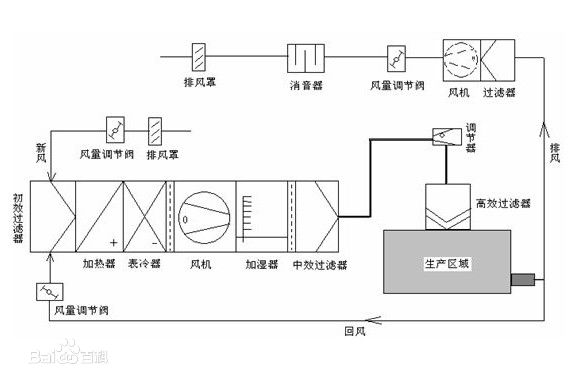 排风罩
消音器
风量调节阀
风机
过滤器
新风
风量调节阀
排风罩
调节器
排风
初效过滤器
高效过滤器
加热器
表冷器
风机
加湿器
中效过滤器
生产区域
风量调节阀
回风
Bai百科